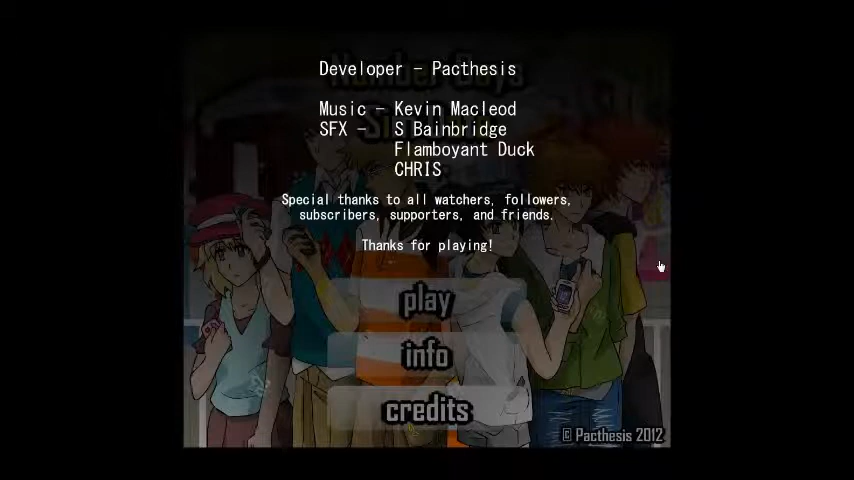 Developer - Pacthesis
Music - Kevin Macleod
SFX - S Bainbridge
Flamboyant Duck
CHRIS
Special thanks to all watchers, followers,
subscribers, supporters, and friends.
Thanks for playing!
play
info
credits
© Pacthesis 2012